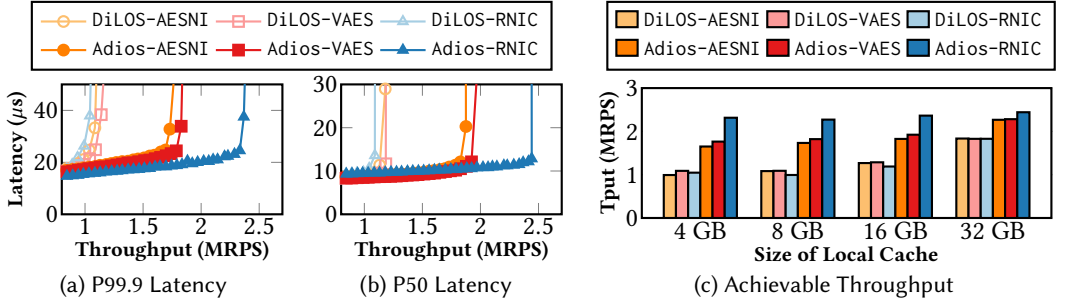 DiLOS-AESNI DiLOS-VAES DiLOS-RNIC
Adios-AESNI Adios-VAES Adios-RNIC
Latency (μs)
0
20
40
1 1.5 2 2.5
Throughput (MRPS)
(a) P99.9 Latency
0
10
20
30
1 1.5 2 2.5
Throughput (MRPS)
(b) P50 Latency
DiLOS-AESNI DiLOS-VAES DiLOS-RNIC
Adios-AESNI Adios-VAES Adios-RNIC
Tput (MRPS)
0
1
2
3
4 GB 8 GB 16 GB 32 GB
Size of Local Cache
(c) Achievable Throughput